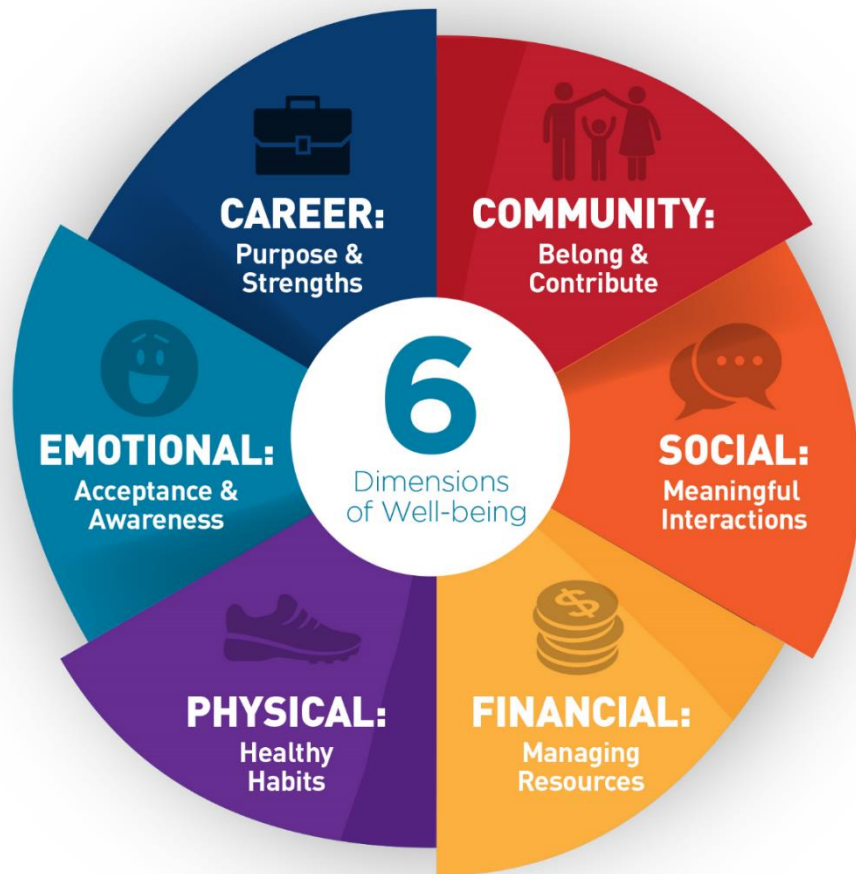 CAREER:
Purpose &
Strengths
COMMUNITY:
Belong &
Contribute
EMOTIONAL:
Acceptance &
Awareness
6
Dimensions
of Well-being
SOCIAL:
Meaningful
Interactions
PHYSICAL:
Healthy
Habits
$
FINANCIAL:
Managing
Resources